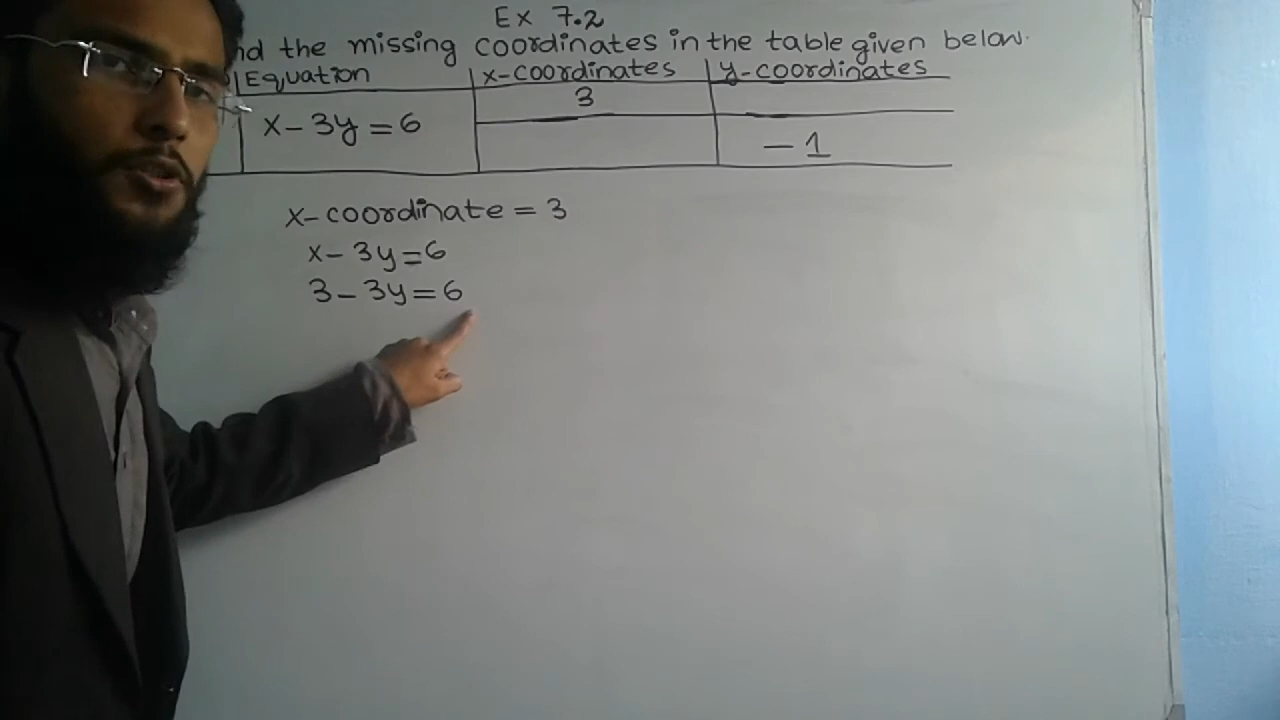 Ex 7.2
nd the missing coordinates in the table given below.
Equation x-coordinates y-coordinates
x - 3y = 6 3
- 1
x-coordinate = 3
x - 3y = 6
3 - 3y = 6